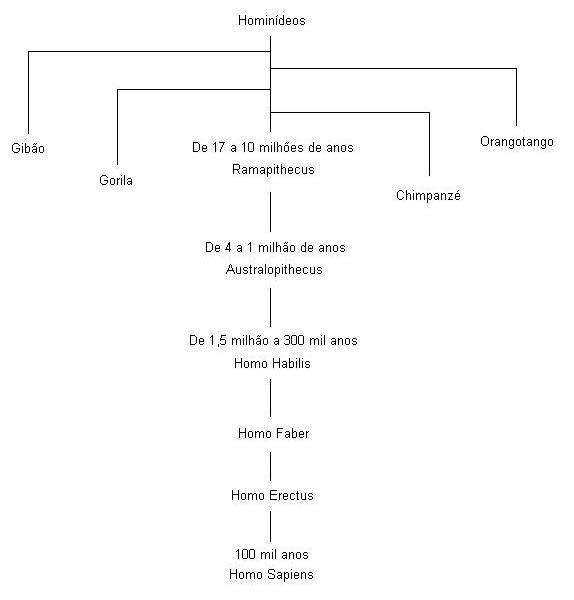 Hominídeos
Gibão
Gorila
De 17 a 10 milhões de anos
Ramapithecus
Chimpanzé
Orangotango
De 4 a 1 milhão de anos
Australopithecus
De 1,5 milhão a 300 mil anos
Homo Habilis
Homo Faber
Homo Erectus
100 mil anos
Homo Sapiens